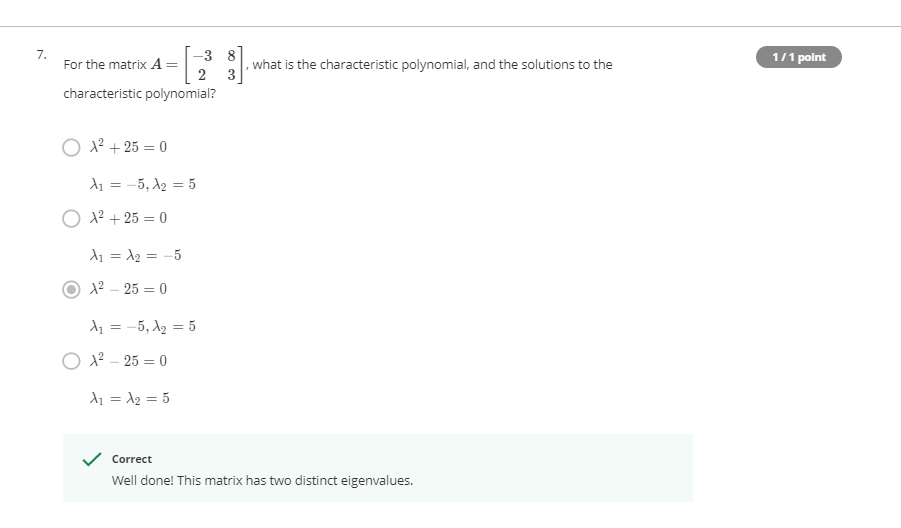 7.
For the matrix A = [−3 8; 2 3], what is the characteristic polynomial, and the solutions to the
1 / 1 point
characteristic polynomial?
λ² + 25 = 0
λ₁ = −5, λ₂ = 5
λ² + 25 = 0
λ₁ = λ₂ = −5
λ² − 25 = 0
λ₁ = −5, λ₂ = 5
λ² − 25 = 0
λ₁ = λ₂ = 5
Correct
Well done! This matrix has two distinct eigenvalues.